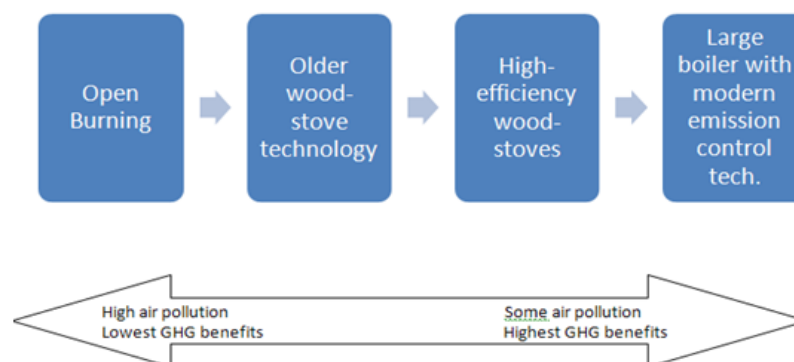 Open
Burning
Older
wood-
stove
technology
High-
efficiency
wood-
stoves
Large
boiler with
modern
emission
control
tech.
High air pollution
Lowest GHG benefits
Some air pollution
Highest GHG benefits